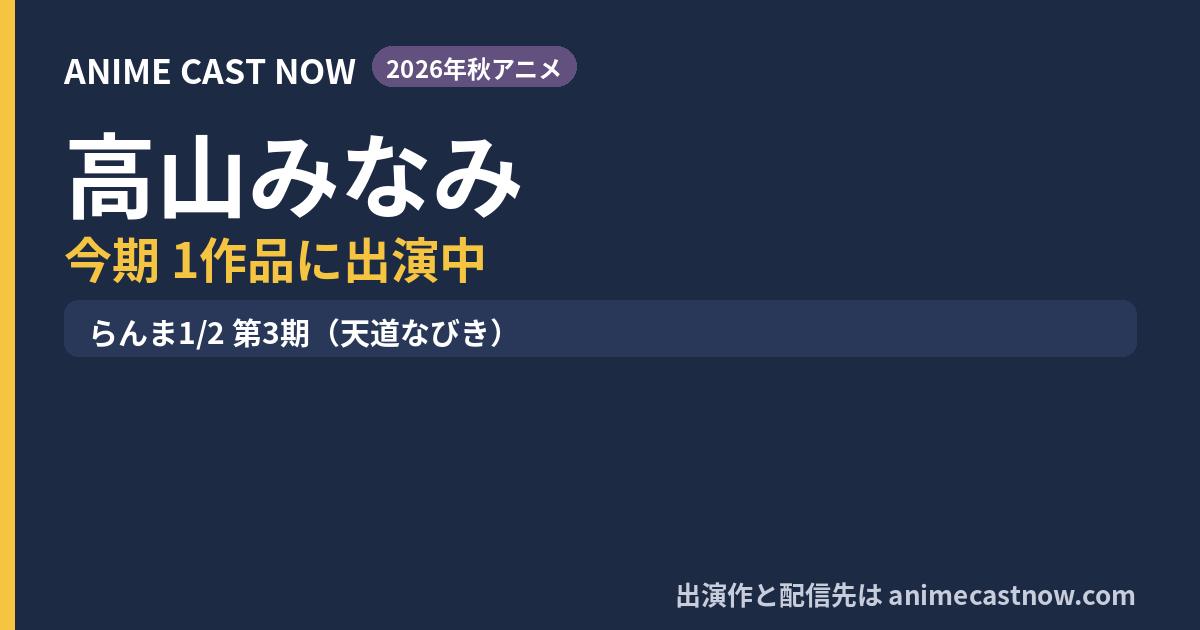 ANIME CAST NOW 2026年秋アニメ
高山みなみ
今期 1作品に出演中
らんま1/2 第3期（天道なびき）
出演作と配信先は animecastnow.com